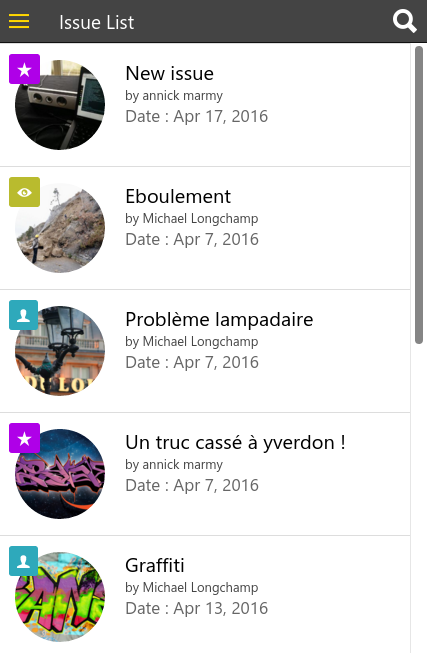 Issue List
New issue
by annick marmy
Date : Apr 17, 2016
Eboulement
by Michael Longchamp
Date : Apr 7, 2016
Problème lampadaire
by Michael Longchamp
Date : Apr 7, 2016
Un truc cassé à yverdon !
by annick marmy
Date : Apr 7, 2016
Graffiti
by Michael Longchamp
Date : Apr 13, 2016